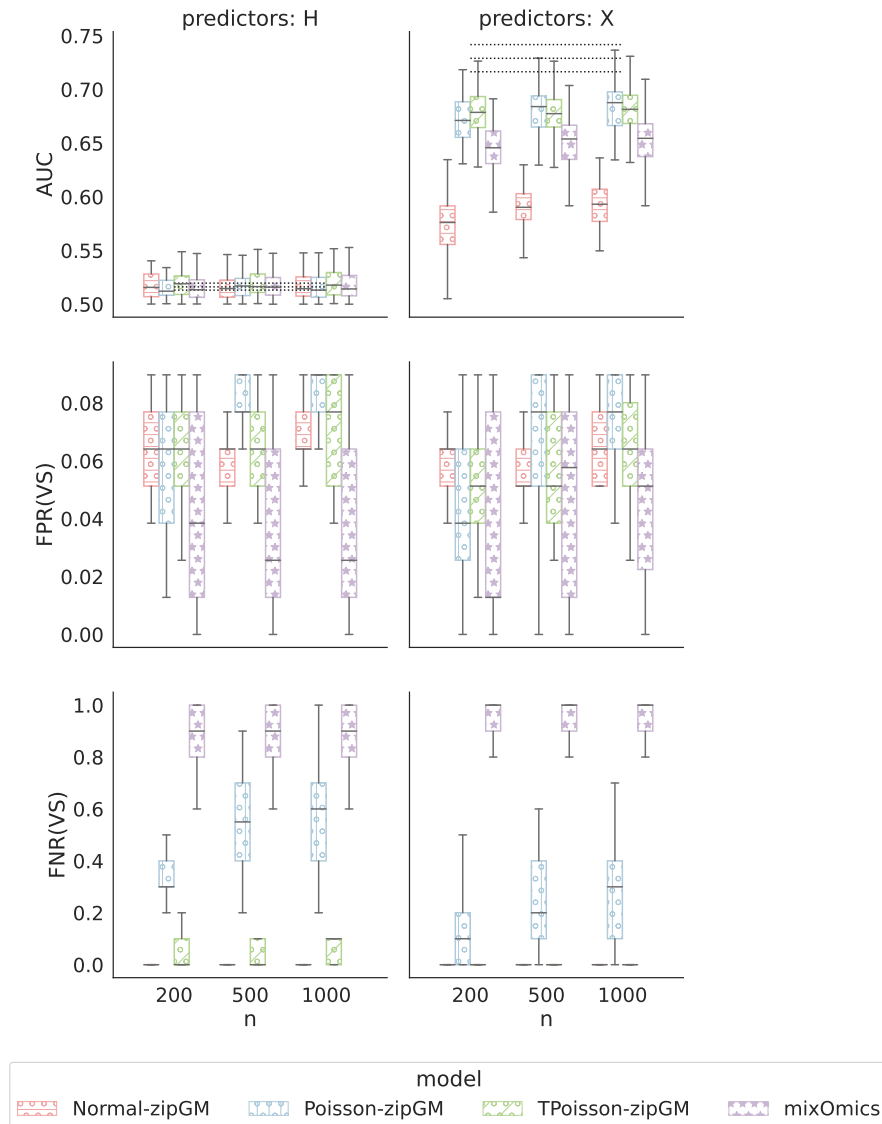 predictors: H
predictors: X
0.75
0.70
0.65
0.60
0.55
0.50
AUC
0.08
0.06
0.04
0.02
0.00
FPR(VS)
1.0
0.8
0.6
0.4
0.2
0.0
FNR(VS)
200 500 1000
n
200 500 1000
n
model
Normal-zipGM Poisson-zipGM TPoisson-zipGM mixOmics